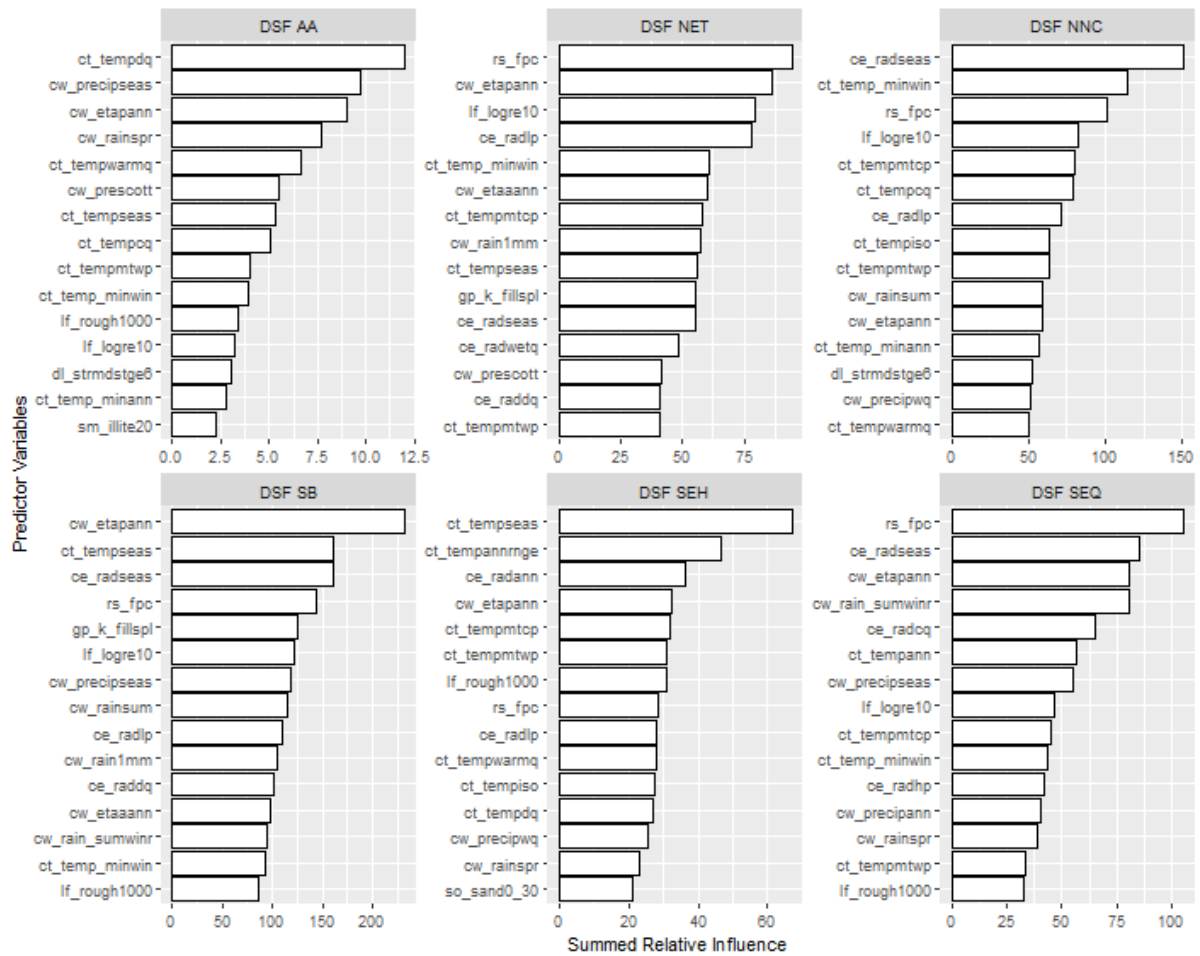 DSF AA
ct_tempdq
cw_precipseas
cw_etapann
cw_rainspr
ct_tempwarmq
cw_prescott
ct_tempseas
ct_tempcq
ct_tempmtwp
ct_temp_minwin
lf_rough1000
lf_logre10
dl_strmdstge6
ct_temp_minann
sm_illite20
0.0 2.5 5.0 7.5 10.0 12.5
DSF NET
rs_fpc
cw_etapann
lf_logre10
ce_radlp
ct_temp_minwin
cw_etaaann
ct_tempmtcp
cw_rain1mm
ct_tempseas
gp_k_fillspl
ce_radseas
ce_radwetq
cw_prescott
ce_raddq
ct_tempmtwp
0 25 50 75
DSF NNC
ce_radseas
ct_temp_minwin
rs_fpc
lf_logre10
ct_tempmtcp
ct_tempcq
ce_radlp
ct_tempiso
ct_tempmtwp
cw_rainsum
cw_etapann
ct_temp_minann
dl_strmdstge6
cw_precipwq
ct_tempwarmq
0 50 100 150
Predictor Variables
DSF SB
cw_etapann
ct_tempseas
ce_radseas
rs_fpc
gp_k_fillspl
lf_logre10
cw_precipseas
cw_rainsum
ce_radlp
cw_rain1mm
ce_raddq
cw_etaaann
cw_rain_sumwinr
ct_temp_minwin
lf_rough1000
0 50 100 150 200
DSF SEH
ct_tempseas
ct_tempannrnge
ce_radann
cw_etapann
ct_tempmtcp
ct_tempmtwp
lf_rough1000
rs_fpc
ce_radlp
ct_tempwarmq
ct_tempiso
ct_tempdq
cw_precipwq
cw_rainspr
so_sand0_30
0 20 40 60
DSF SEQ
rs_fpc
ce_radseas
cw_etapann
cw_rain_sumwinr
ce_radcq
ct_tempann
cw_precipseas
lf_logre10
ct_tempmtcp
ct_temp_minwin
ce_radhp
cw_precipann
cw_rainspr
ct_tempmtwp
lf_rough1000
0 25 50 75 100
Summed Relative Influence